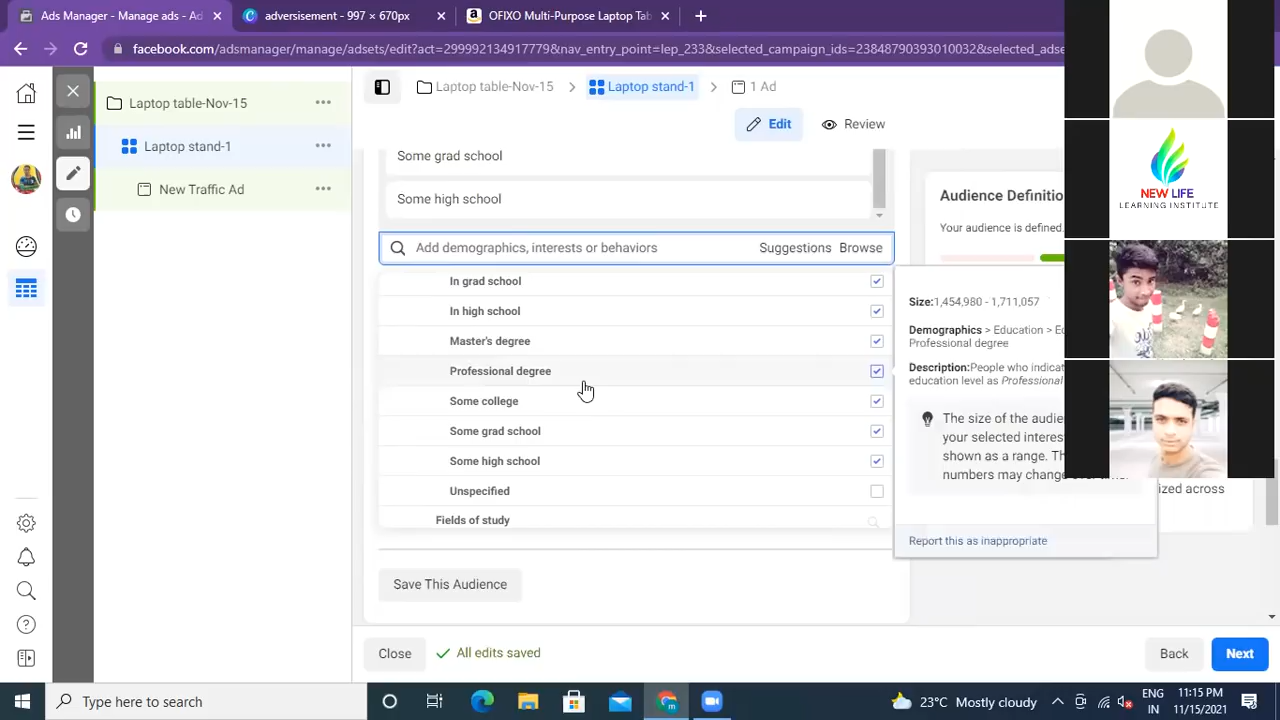 Ads Manager - Manage ads - Ad
adversisement - 997 × 670px
OFIXO Multi-Purpose Laptop Tabl
facebook.com/adsmanager/manage/adsets/edit?act=299992134917779&nav_entry_point=lep_233&selected_campaign_ids=23848790393010032&selected_adse
Laptop table-Nov-15
Laptop stand-1
New Traffic Ad
Laptop table-Nov-15
Laptop stand-1
1 Ad
Edit
Review
Some grad school
Some high school
Add demographics, interests or behaviors
Suggestions
Browse
In grad school
In high school
Master's degree
Professional degree
Some college
Some grad school
Some high school
Unspecified
Fields of study
Save This Audience
Close
All edits saved
Back
Next
Audience Definitio
Your audience is defined.
Size:1,454,980 - 1,711,057
Demographics > Education > Ed
Professional degree
Description:People who indicat
education level as Professional
The size of the audie
your selected interes
shown as a range. Th
numbers may change over time.
ized across
Report this as inappropriate
NEW LIFE
LEARNING INSTITUTE
Type here to search
23°C Mostly cloudy
ENG
IN
11:15 PM
11/15/2021